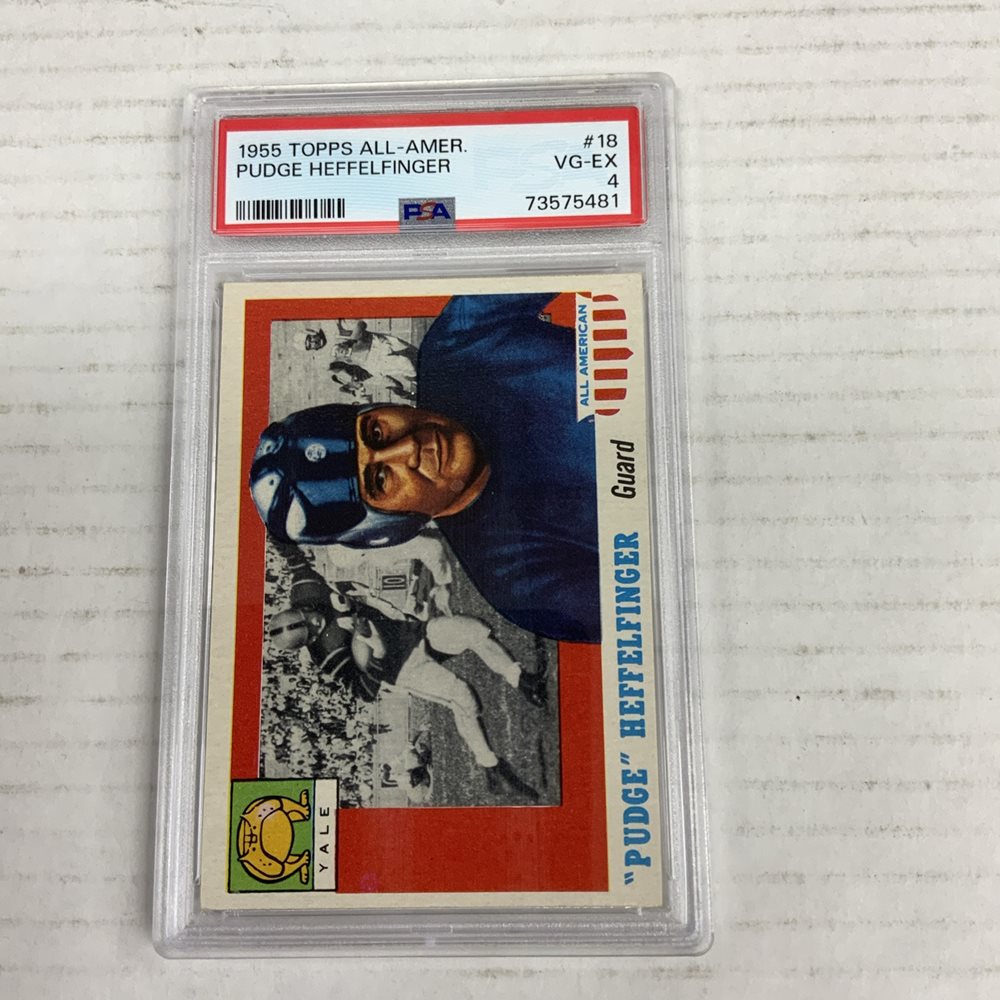 1955 TOPPS ALL-AMER. #18
PUDGE HEFFELFINGER VG-EX
4
PSA 73575481
ALL AMERICAN
"PUDGE" HEFFELFINGER Guard
YALE
10